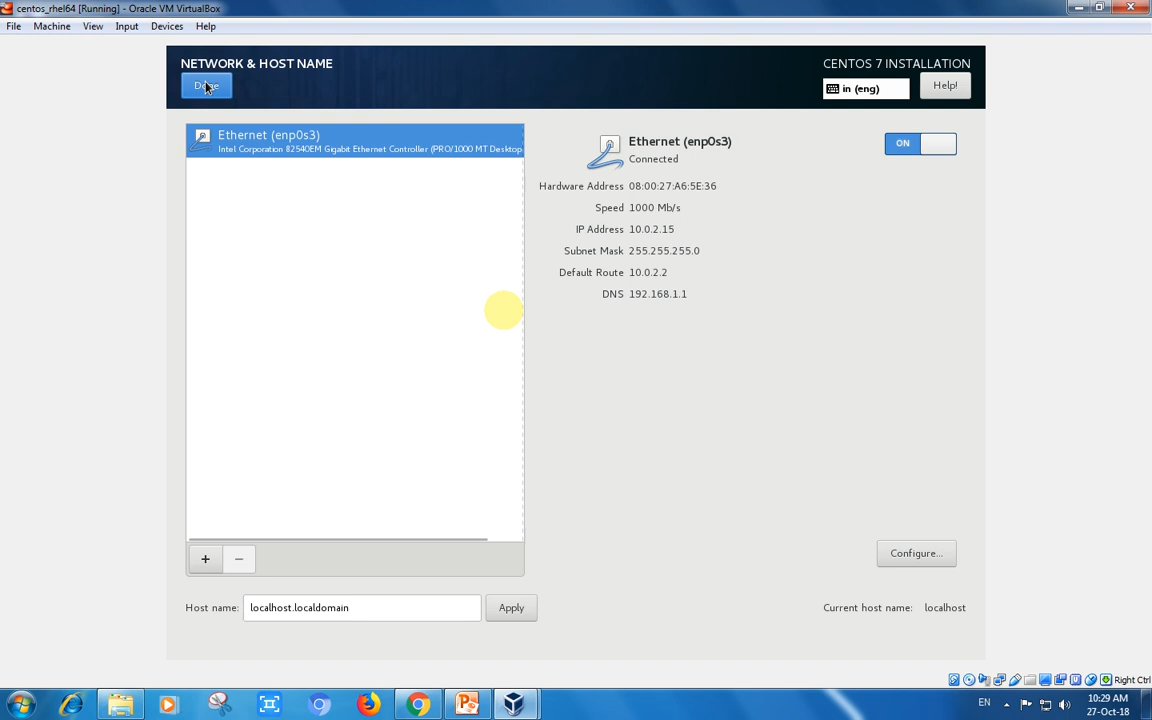 centos_rhel64 [Running] - Oracle VM VirtualBox
File Machine View Input Devices Help
NETWORK & HOST NAME
CENTOS 7 INSTALLATION
Done
in (eng)
Help!
Ethernet (enp0s3)
Intel Corporation 82540EM Gigabit Ethernet Controller (PRO/1000 MT Desktop
Ethernet (enp0s3)
Connected
ON
Hardware Address 08:00:27:A6:5E:36
Speed 1000 Mb/s
IP Address 10.0.2.15
Subnet Mask 255.255.255.0
Default Route 10.0.2.2
DNS 192.168.1.1
+ −
Configure...
Host name: localhost.localdomain Apply
Current host name: localhost
Right Ctrl
EN
10:29 AM
27-Oct-18